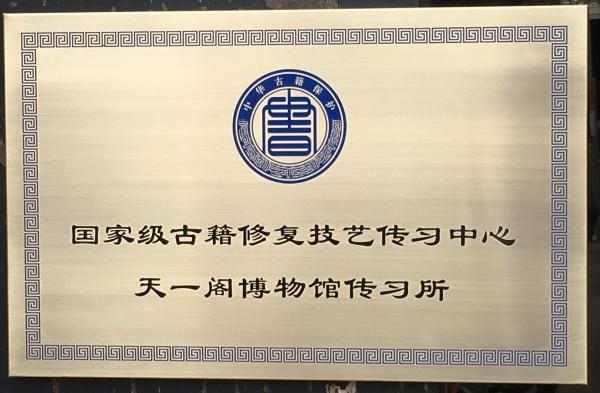 中华古籍保护
書
国家级古籍修复技艺传习中心
天一阁博物馆传习所